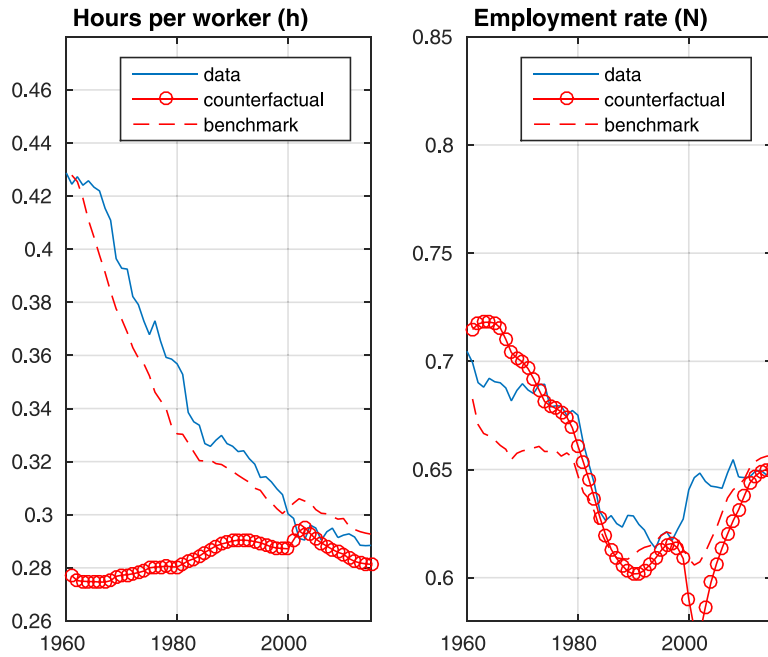 Hours per worker (h)
data
counterfactual
benchmark
0.46
0.44
0.42
0.4
0.38
0.36
0.34
0.32
0.3
0.28
0.26
1960
1980
2000
Employment rate (N)
data
counterfactual
benchmark
0.85
0.8
0.75
0.7
0.65
0.6
1960
1980
2000